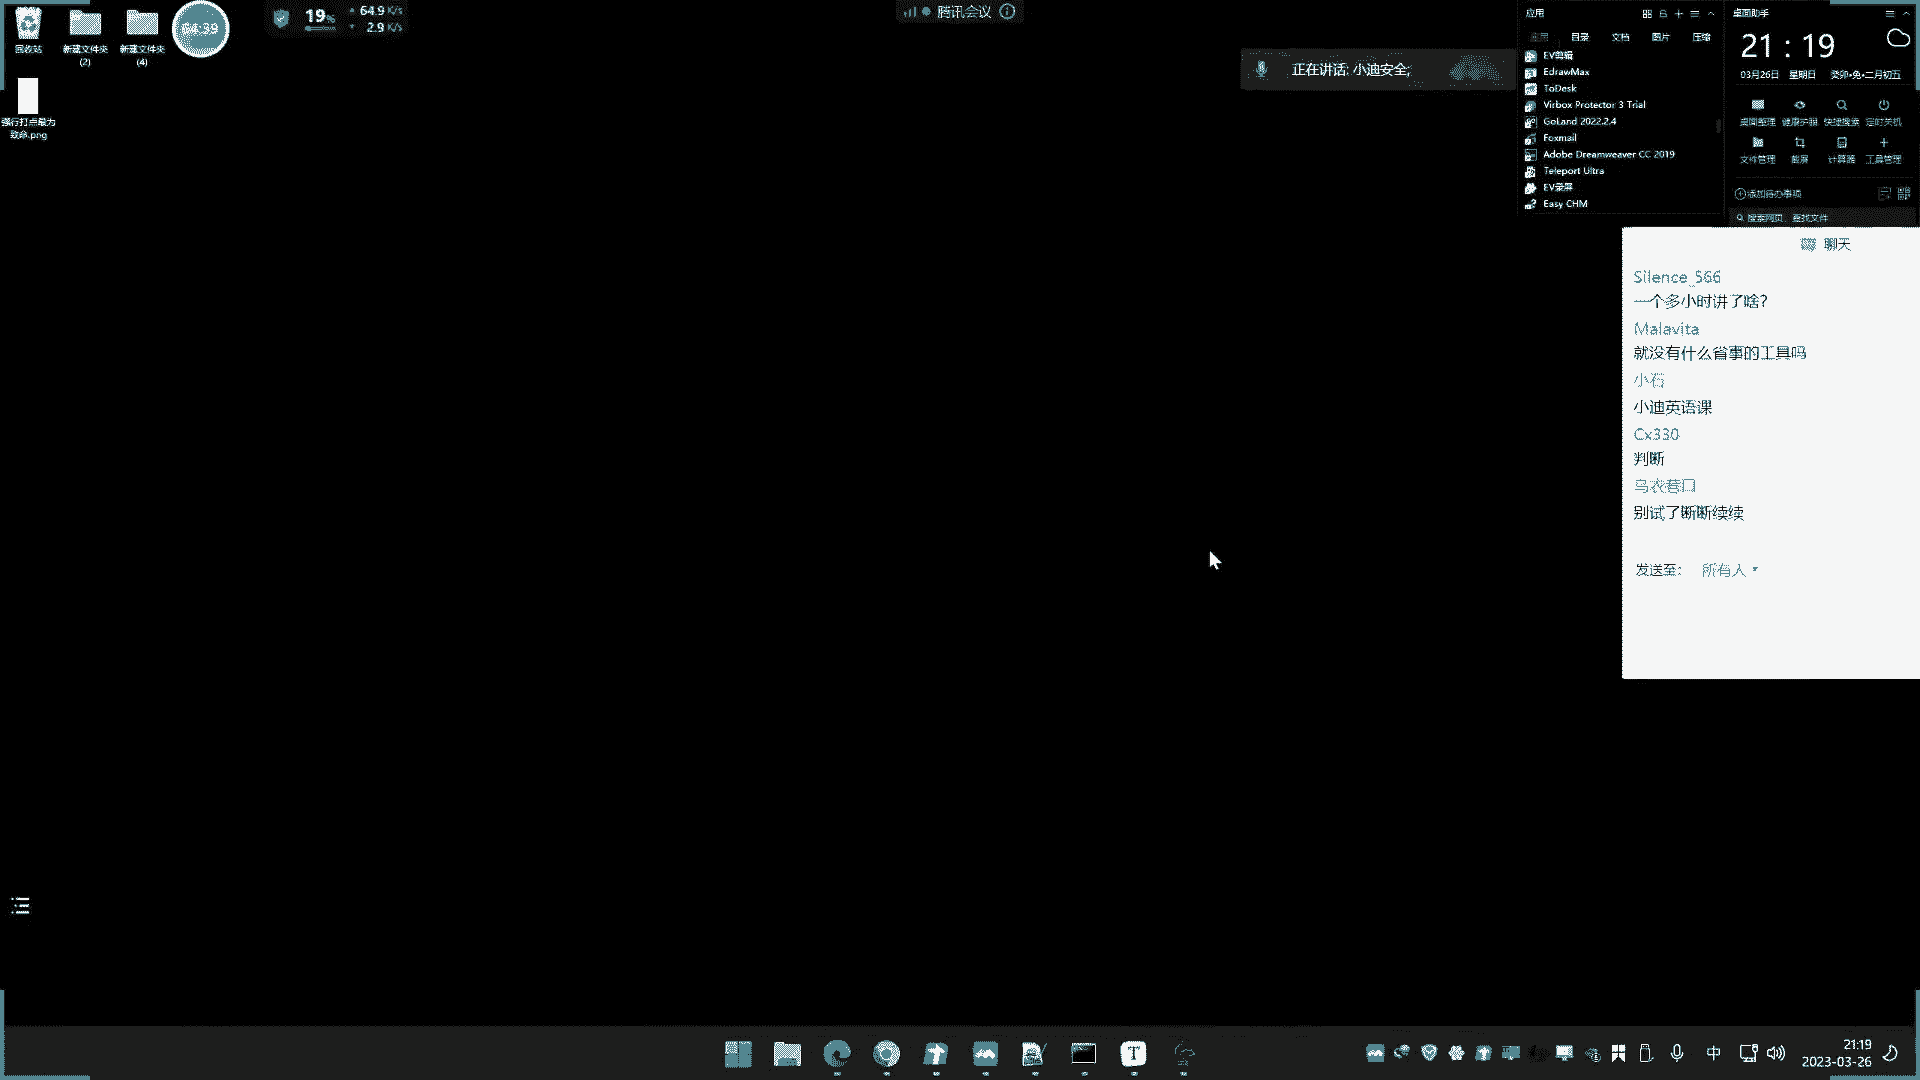 回收站
新建文件夹
(2)
新建文件夹
(4)
04:39
强行打点最为
致命.png
19%
64.9 K/s
2.9 K/s
腾讯会议
正在讲话: 小迪安全;
应用
应用 目录 文档 图片 压缩
EV剪辑
EdrawMax
ToDesk
Virbox Protector 3 Trial
GoLand 2022.2.4
Foxmail
Adobe Dreamweaver CC 2019
Teleport Ultra
EV录屏
Easy CHM
桌面助手
21 : 19
03月26日 星期日 癸卯•兔•二月初五
桌面整理 健康护眼 快捷搜索 定时关机
文件管理 截屏 计算器 工具管理
添加待办事项
搜索网页、查找文件
聊天
Silence_566
一个多小时讲了啥?
Malavita
就没有什么省事的工具吗
小石
小迪英语课
Cx330
判断
乌衣巷口
别试了断断续续
发送至: 所有人
中
21:19
2023-03-26